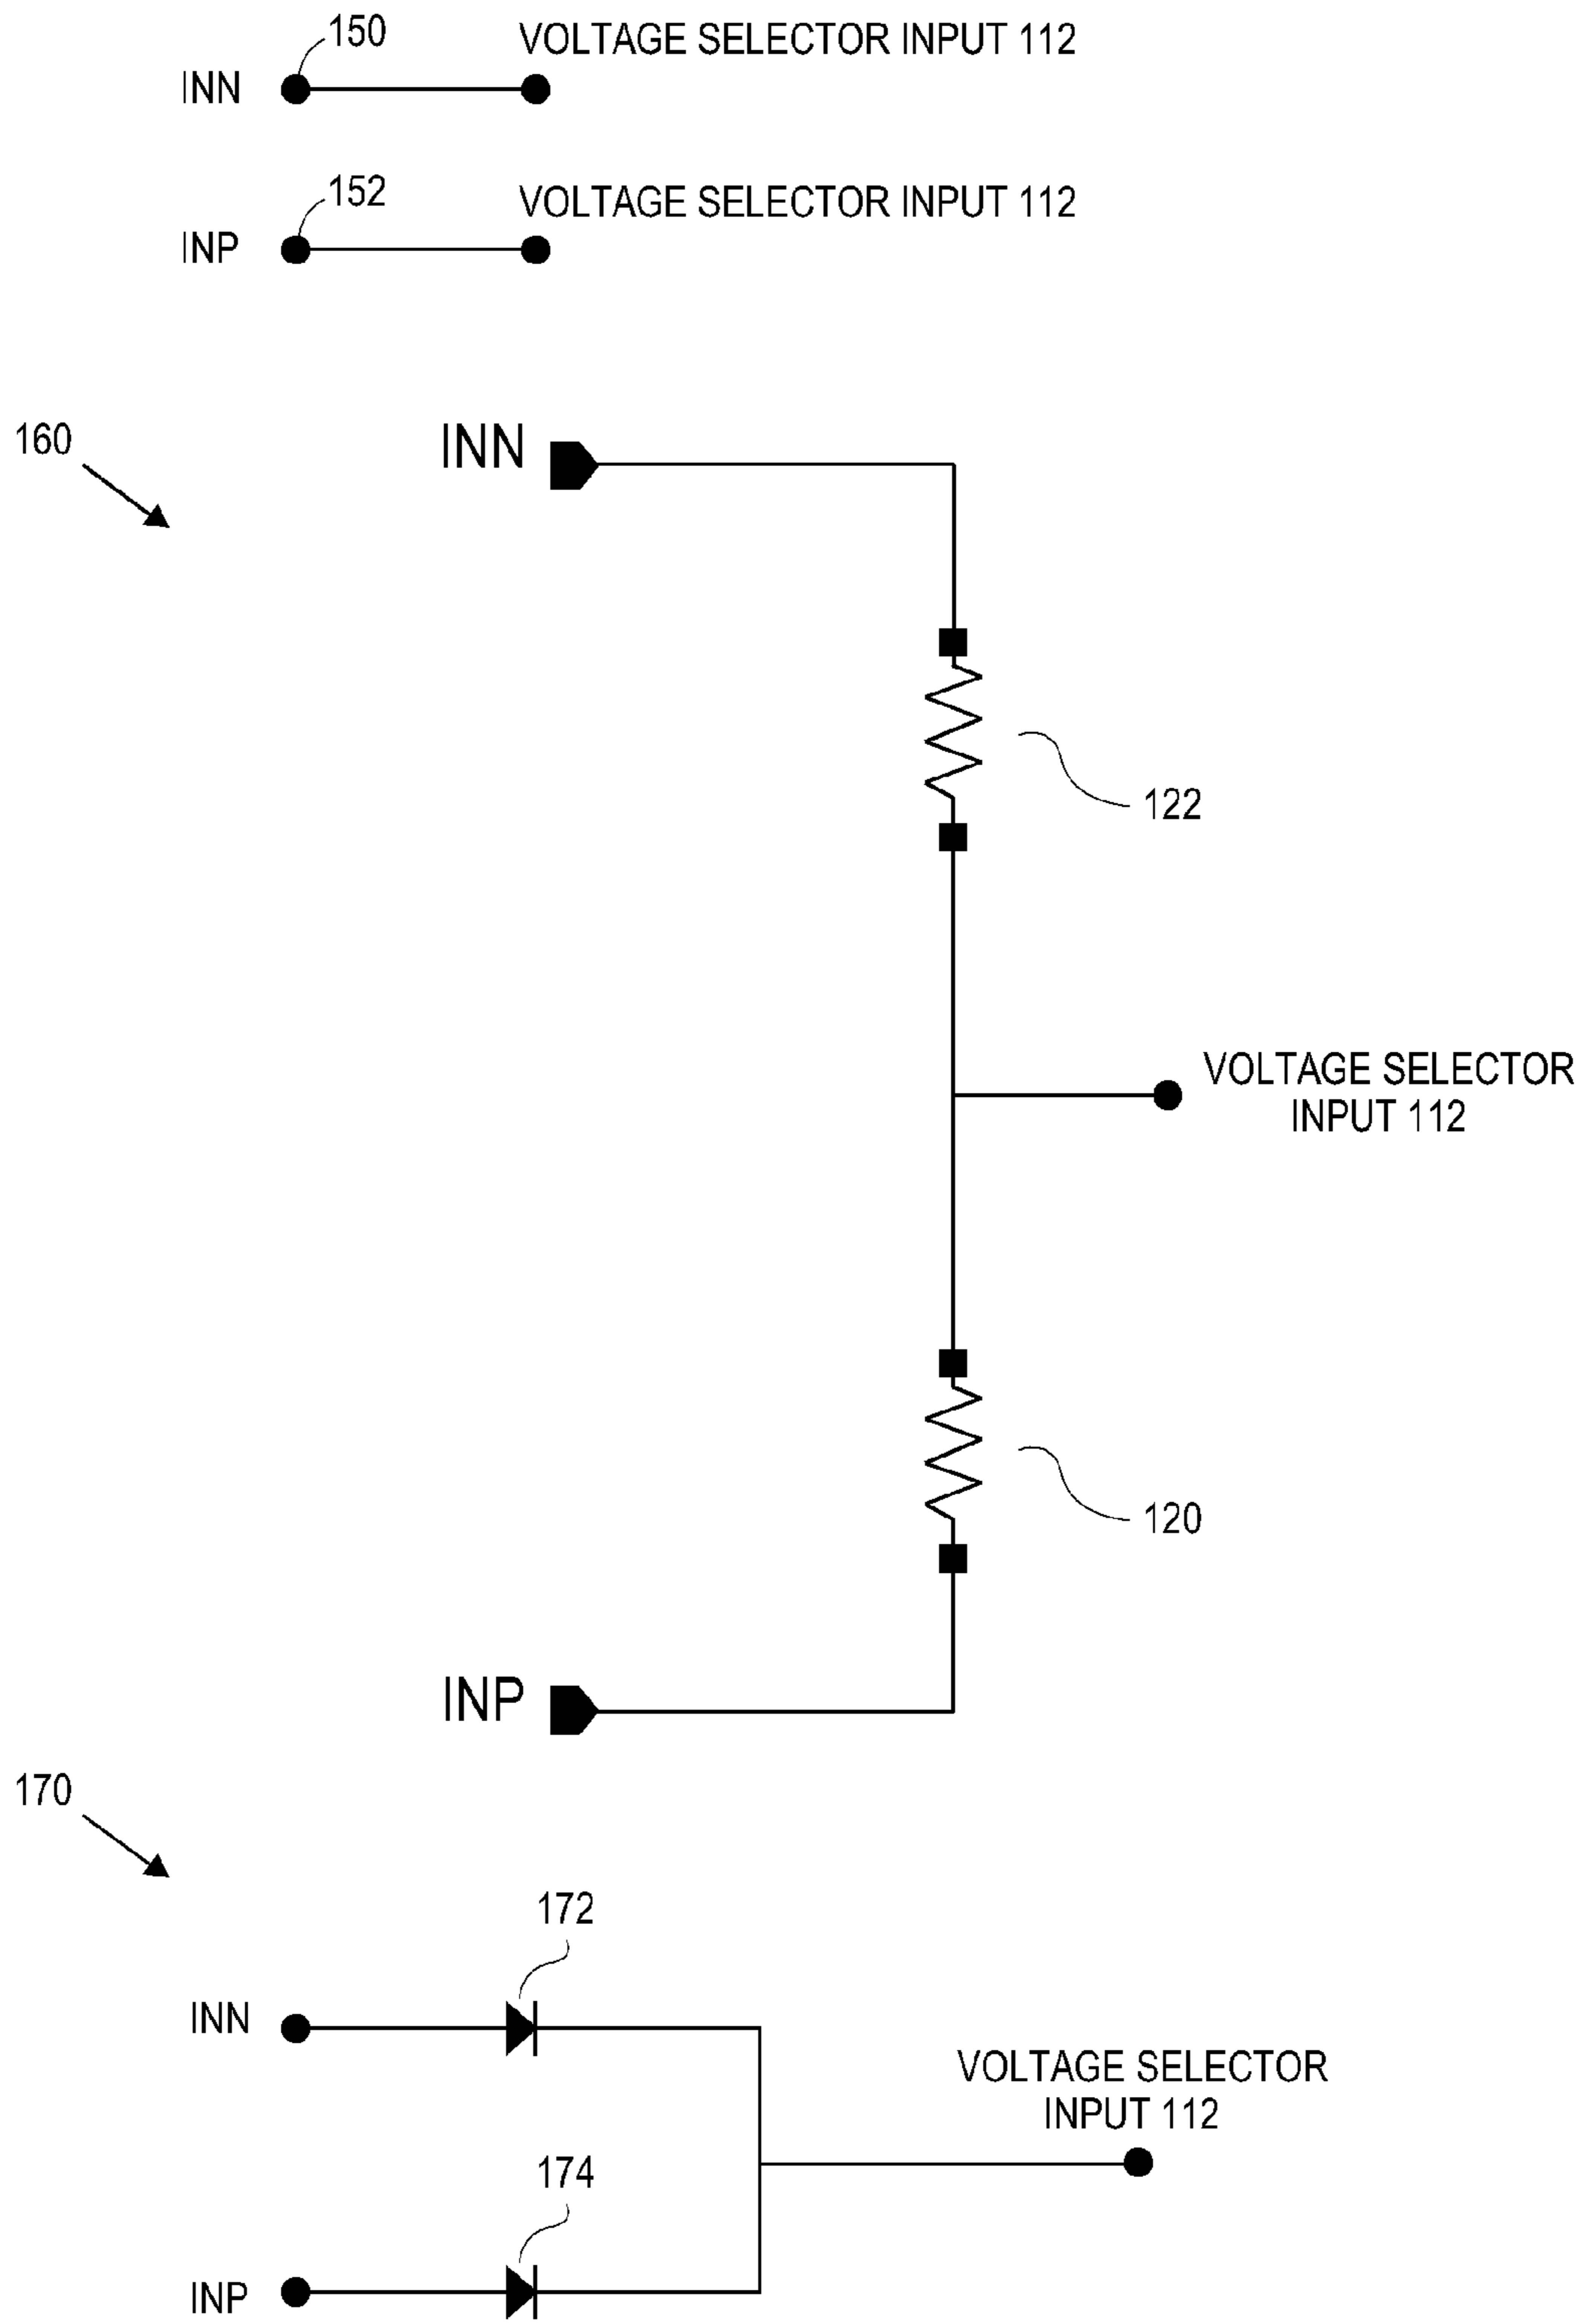 150
VOLTAGE SELECTOR INPUT 112
INN
152
VOLTAGE SELECTOR INPUT 112
INP
160
INN
122
VOLTAGE SELECTOR
INPUT 112
120
INP
170
172
INN
VOLTAGE SELECTOR
INPUT 112
174
INP